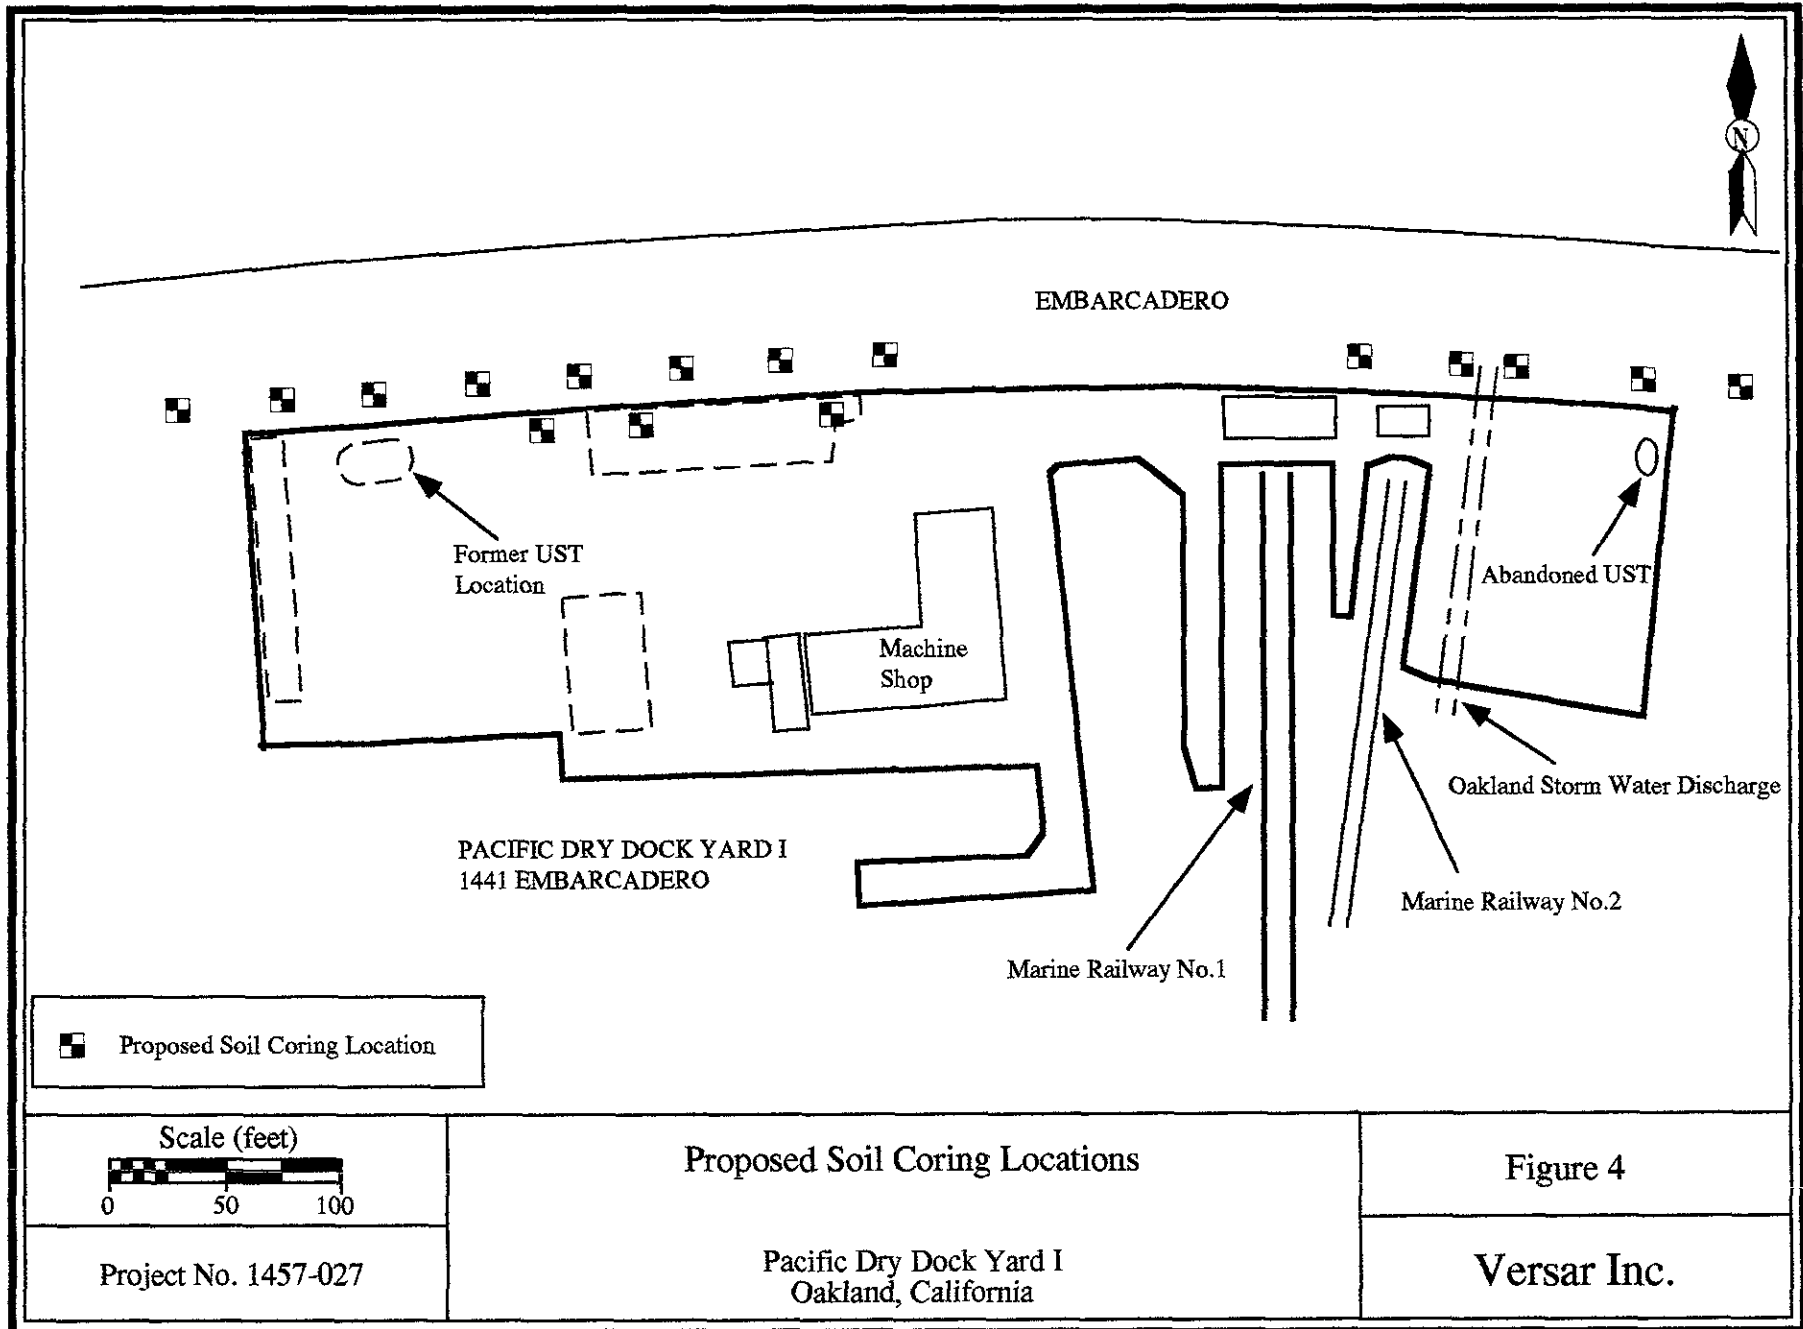 N
EMBARCADERO
Former UST
Location
Abandoned UST
Machine
Shop
Oakland Storm Water Discharge
PACIFIC DRY DOCK YARD I
1441 EMBARCADERO
Marine Railway No.2
Marine Railway No.1
Proposed Soil Coring Location
Scale (feet)
0 50 100
Project No. 1457-027
Proposed Soil Coring Locations
Pacific Dry Dock Yard I
Oakland, California
Figure 4
Versar Inc.